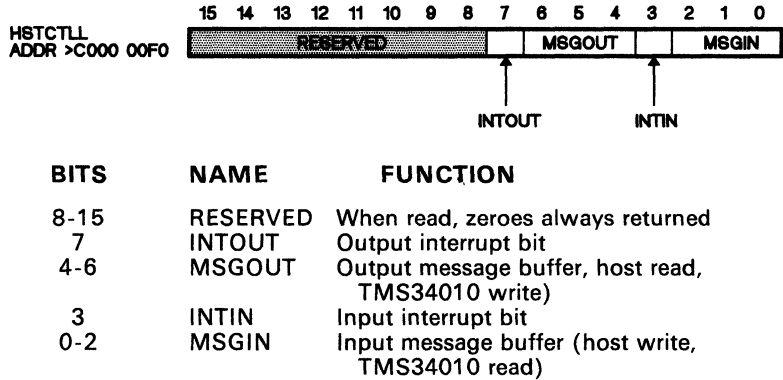 15 14 13 12 11 10 9 8 7 6 5 4 3 2 1 0
HSTCTLL
ADDR >C000 00F0
RESERVED MSGOUT MSGIN
INTOUT INTIN
BITS NAME FUNCTION
8-15 RESERVED When read, zeroes always returned
7 INTOUT Output interrupt bit
4-6 MSGOUT Output message buffer, host read,
TMS34010 write)
3 INTIN Input interrupt bit
0-2 MSGIN Input message buffer (host write,
TMS34010 read)